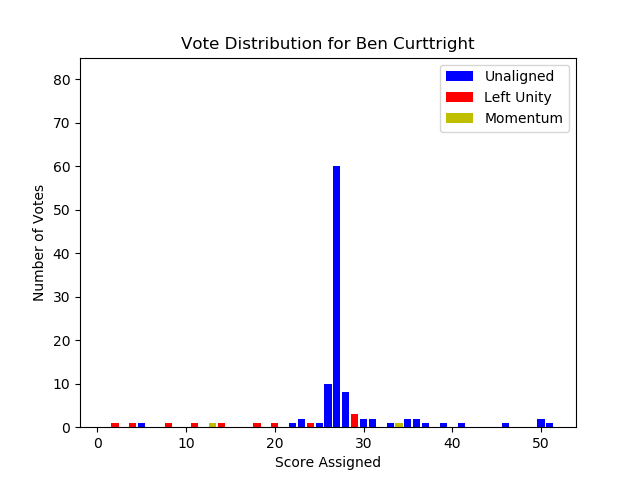 Vote Distribution for Ben Curttright
Unaligned
Left Unity
Momentum
Number of Votes
80
70
60
50
40
30
20
10
0
0 10 20 30 40 50
Score Assigned